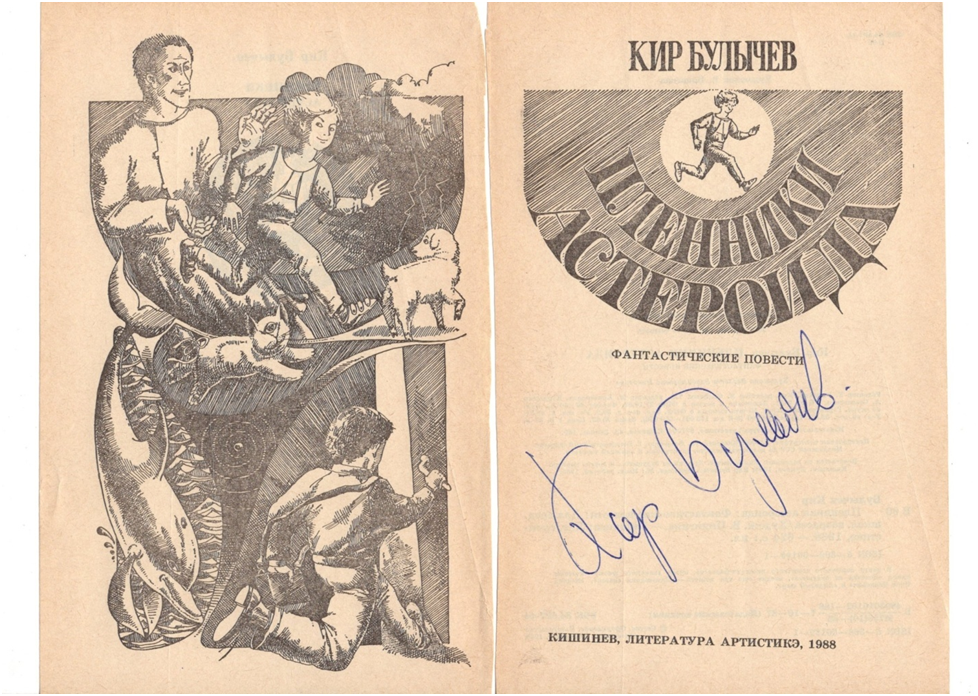 КИР БУЛЫЧЕВ
ПЛЕННИКИ
АСТЕРОИДА
ФАНТАСТИЧЕСКИЕ ПОВЕСТИ
Кир Булычев.
КИШИНЕВ, ЛИТЕРАТУРА АРТИСТИКЭ, 1988